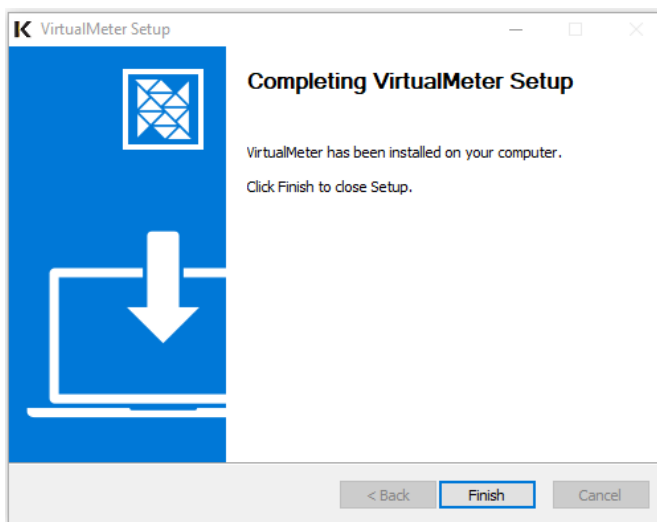 VirtualMeter Setup
Completing VirtualMeter Setup
VirtualMeter has been installed on your computer.
Click Finish to close Setup.
< Back
Finish
Cancel